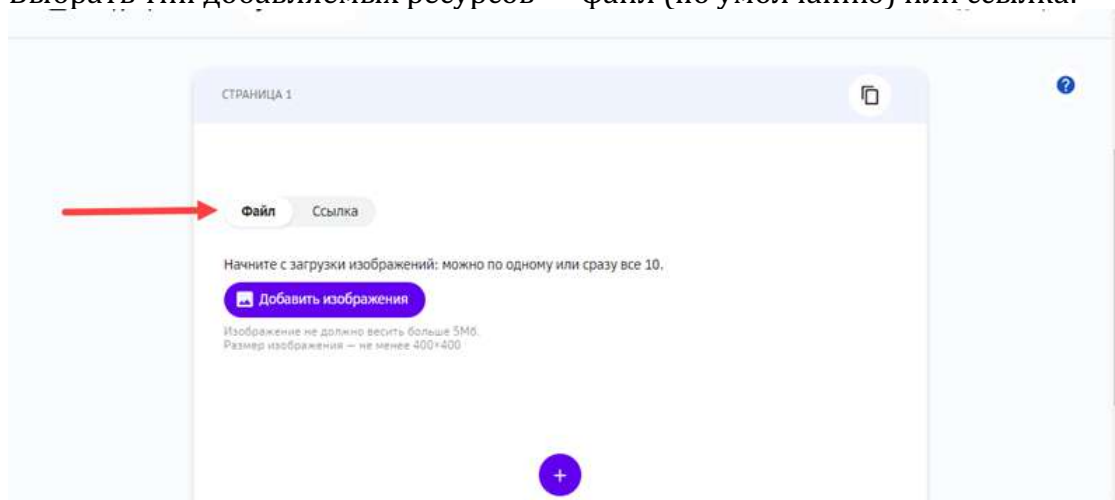 Выбрать тип добавляемых ресурсов — файл (по умолчанию) или ссылка.
СТРАНИЦА 1
?
Файл Ссылка
Начните с загрузки изображений: можно по одному или сразу все 10.
Добавить изображения
Изображение не должно весить больше 5Мб.
Размер изображения — не менее 400*400
+